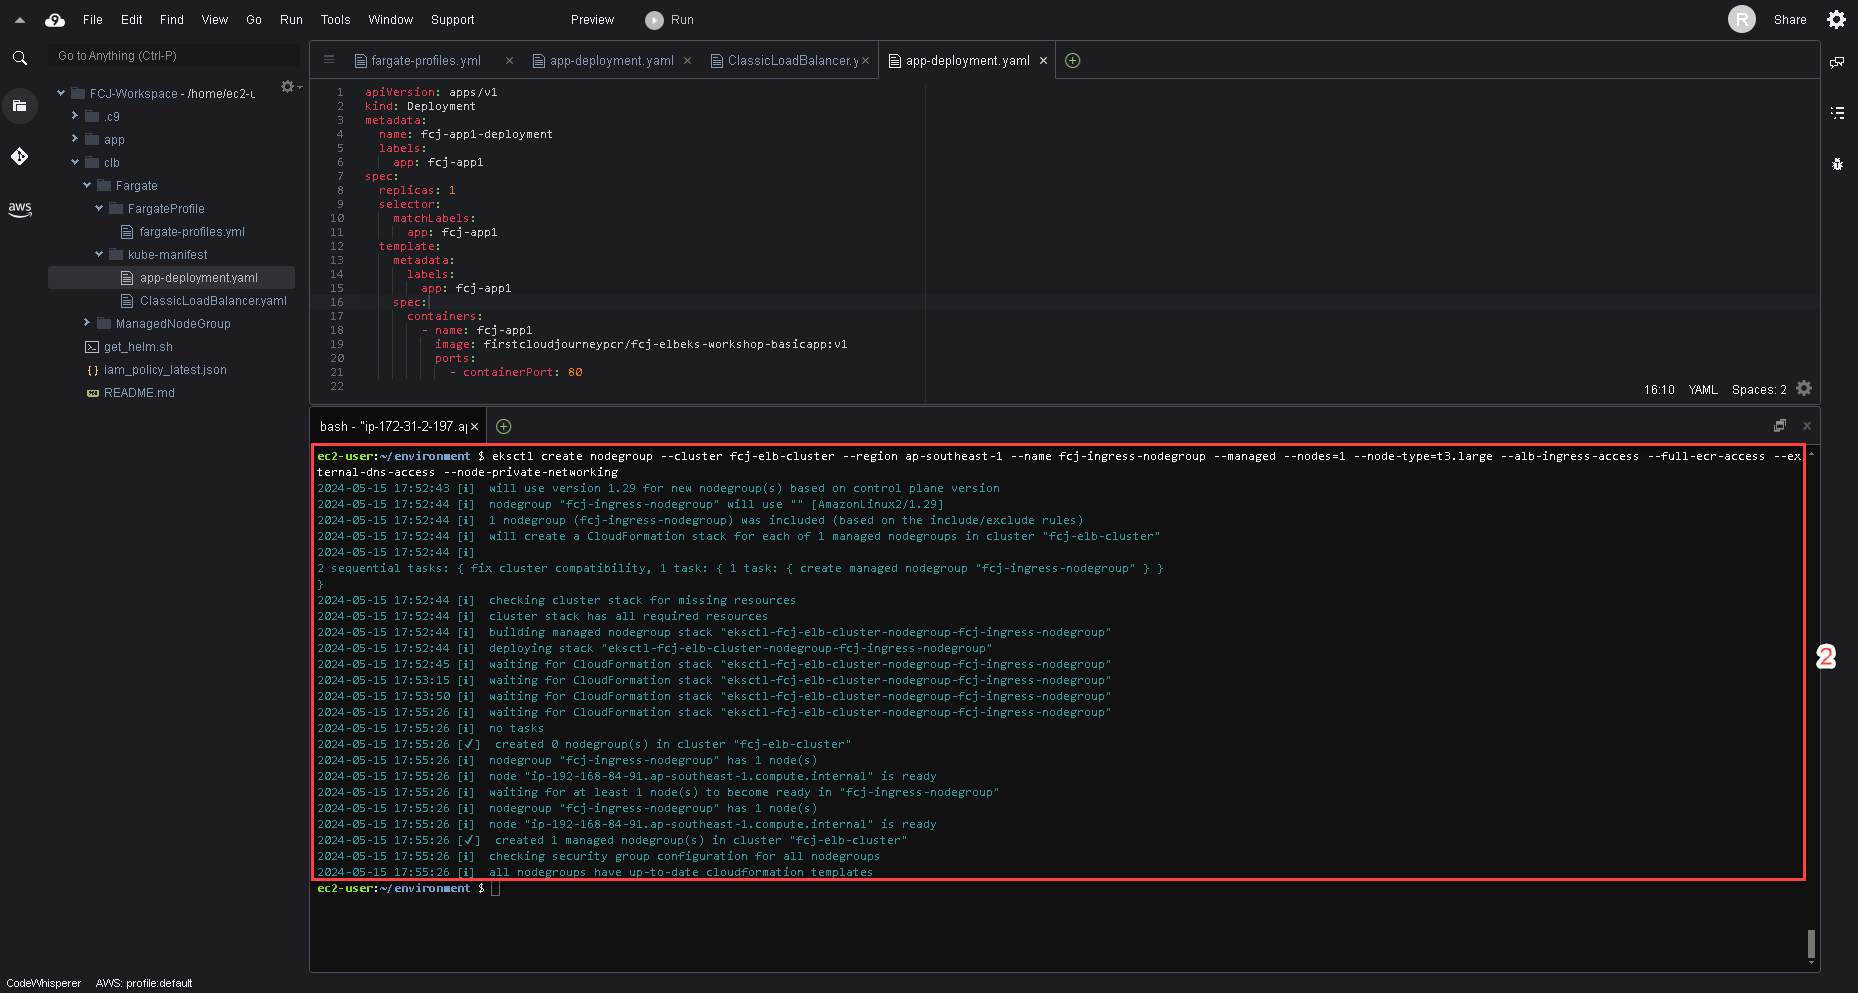 9 File Edit Find View Go Run Tools Window Support Preview Run R Share
Go to Anything (Ctrl-P)
FCJ-Workspace - /home/ec2-u
.c9
app
clb
Fargate
FargateProfile
fargate-profiles.yml
kube-manifest
app-deployment.yaml
ClassicLoadBalancer.yaml
ManagedNodeGroup
get_helm.sh
iam_policy_latest.json
README.md
aws
fargate-profiles.yml app-deployment.yaml ClassicLoadBalancer.y app-deployment.yaml
1 apiVersion: apps/v1
2 kind: Deployment
3 metadata:
4 name: fcj-app1-deployment
5 labels:
6 app: fcj-app1
7 spec:
8 replicas: 1
9 selector:
10 matchLabels:
11 app: fcj-app1
12 template:
13 metadata:
14 labels:
15 app: fcj-app1
16 spec:
17 containers:
18 - name: fcj-app1
19 image: firstcloudjourneypcr/fcj-elbeks-workshop-basicapp:v1
20 ports:
21 - containerPort: 80
22
16:10 YAML Spaces: 2
bash - "ip-172-31-2-197.ap
ec2-user:~/environment $ eksctl create nodegroup --cluster fcj-elb-cluster --region ap-southeast-1 --name fcj-ingress-nodegroup --managed --nodes=1 --node-type=t3.large --alb-ingress-access --full-ecr-access --ex
ternal-dns-access --node-private-networking
2024-05-15 17:52:43 [i] will use version 1.29 for new nodegroup(s) based on control plane version
2024-05-15 17:52:44 [i] nodegroup "fcj-ingress-nodegroup" will use "" [AmazonLinux2/1.29]
2024-05-15 17:52:44 [i] 1 nodegroup (fcj-ingress-nodegroup) was included (based on the include/exclude rules)
2024-05-15 17:52:44 [i] will create a CloudFormation stack for each of 1 managed nodegroups in cluster "fcj-elb-cluster"
2024-05-15 17:52:44 [i]
2 sequential tasks: { fix cluster compatibility, 1 task: { 1 task: { create managed nodegroup "fcj-ingress-nodegroup" } }
}
2024-05-15 17:52:44 [i] checking cluster stack for missing resources
2024-05-15 17:52:44 [i] cluster stack has all required resources
2024-05-15 17:52:44 [i] building managed nodegroup stack "eksctl-fcj-elb-cluster-nodegroup-fcj-ingress-nodegroup"
2024-05-15 17:52:44 [i] deploying stack "eksctl-fcj-elb-cluster-nodegroup-fcj-ingress-nodegroup"
2024-05-15 17:52:45 [i] waiting for CloudFormation stack "eksctl-fcj-elb-cluster-nodegroup-fcj-ingress-nodegroup"
2024-05-15 17:53:15 [i] waiting for CloudFormation stack "eksctl-fcj-elb-cluster-nodegroup-fcj-ingress-nodegroup"
2024-05-15 17:53:50 [i] waiting for CloudFormation stack "eksctl-fcj-elb-cluster-nodegroup-fcj-ingress-nodegroup"
2024-05-15 17:55:26 [i] waiting for CloudFormation stack "eksctl-fcj-elb-cluster-nodegroup-fcj-ingress-nodegroup"
2024-05-15 17:55:26 [i] no tasks
2024-05-15 17:55:26 [✔] created 0 nodegroup(s) in cluster "fcj-elb-cluster"
2024-05-15 17:55:26 [i] nodegroup "fcj-ingress-nodegroup" has 1 node(s)
2024-05-15 17:55:26 [i] node "ip-192-168-84-91.ap-southeast-1.compute.internal" is ready
2024-05-15 17:55:26 [i] waiting for at least 1 node(s) to become ready in "fcj-ingress-nodegroup"
2024-05-15 17:55:26 [i] nodegroup "fcj-ingress-nodegroup" has 1 node(s)
2024-05-15 17:55:26 [i] node "ip-192-168-84-91.ap-southeast-1.compute.internal" is ready
2024-05-15 17:55:26 [✔] created 1 managed nodegroup(s) in cluster "fcj-elb-cluster"
2024-05-15 17:55:26 [i] checking security group configuration for all nodegroups
2024-05-15 17:55:26 [i] all nodegroups have up-to-date cloudformation templates
ec2-user:~/environment $
2
CodeWhisperer AWS: profile:default